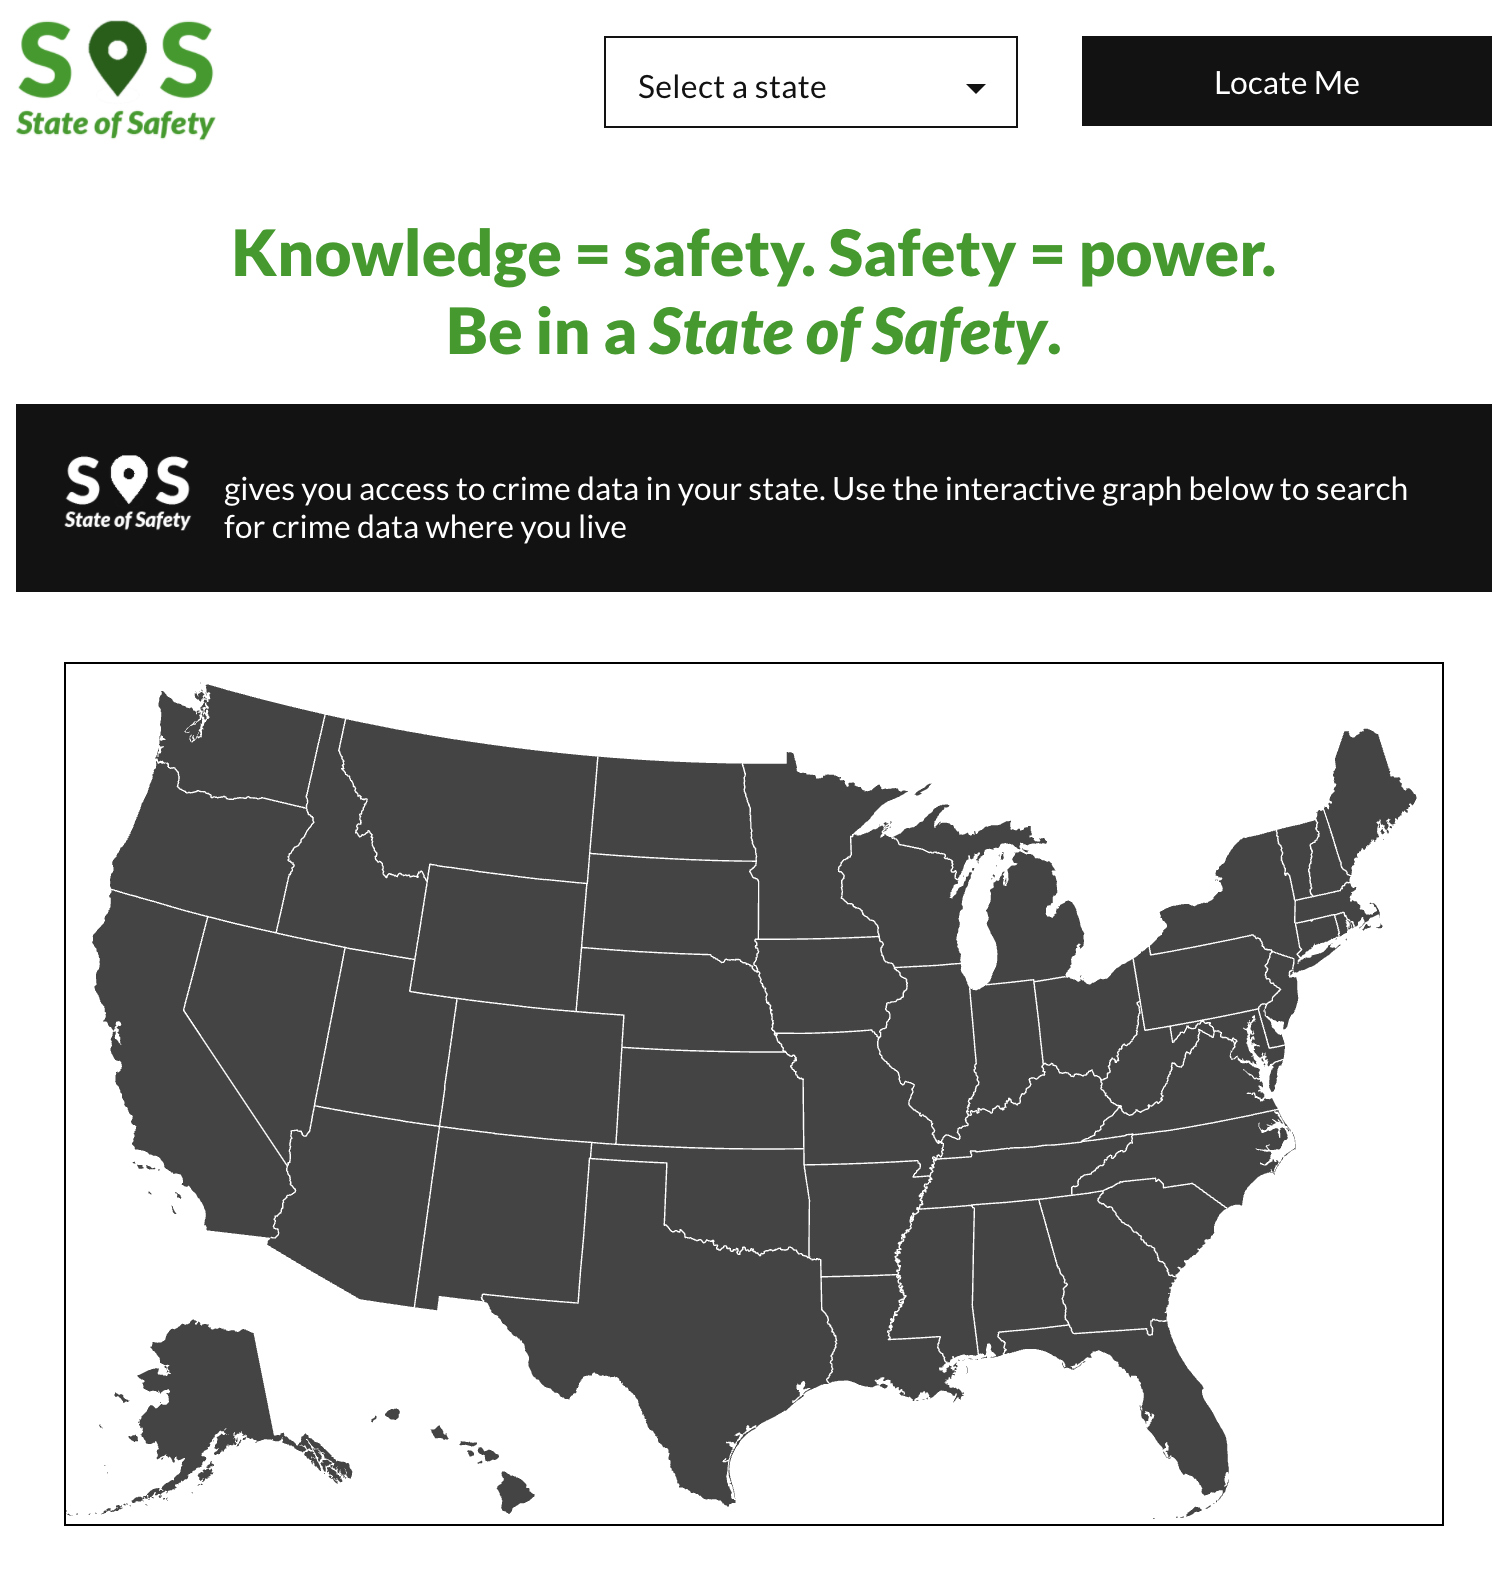 SOS
State of Safety
Select a state
Locate Me
Knowledge = safety. Safety = power.
Be in a State of Safety.
SOS
State of Safety
gives you access to crime data in your state. Use the interactive graph below to search
for crime data where you live